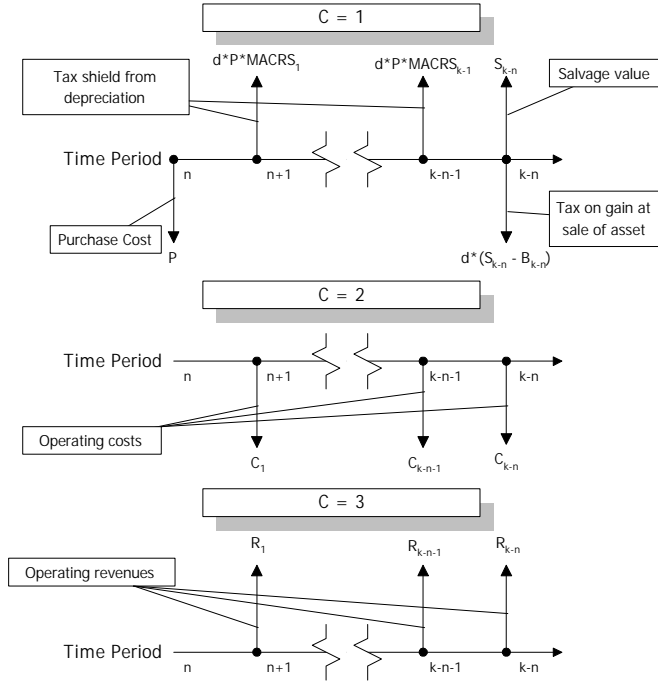 C = 1
d*P*MACRS₁
d*P*MACRSₖ₋₁
Sₖ₋ₙ
Tax shield from
depreciation
Salvage value
Time Period
n
n+1
k-n-1
k-n
Purchase Cost
P
Tax on gain at
sale of asset
d*(Sₖ₋ₙ - Bₖ₋ₙ)
C = 2
Time Period
n
n+1
k-n-1
k-n
Operating costs
C₁
Cₖ₋ₙ₋₁
Cₖ₋ₙ
C = 3
R₁
Rₖ₋ₙ₋₁
Rₖ₋ₙ
Operating revenues
Time Period
n
n+1
k-n-1
k-n